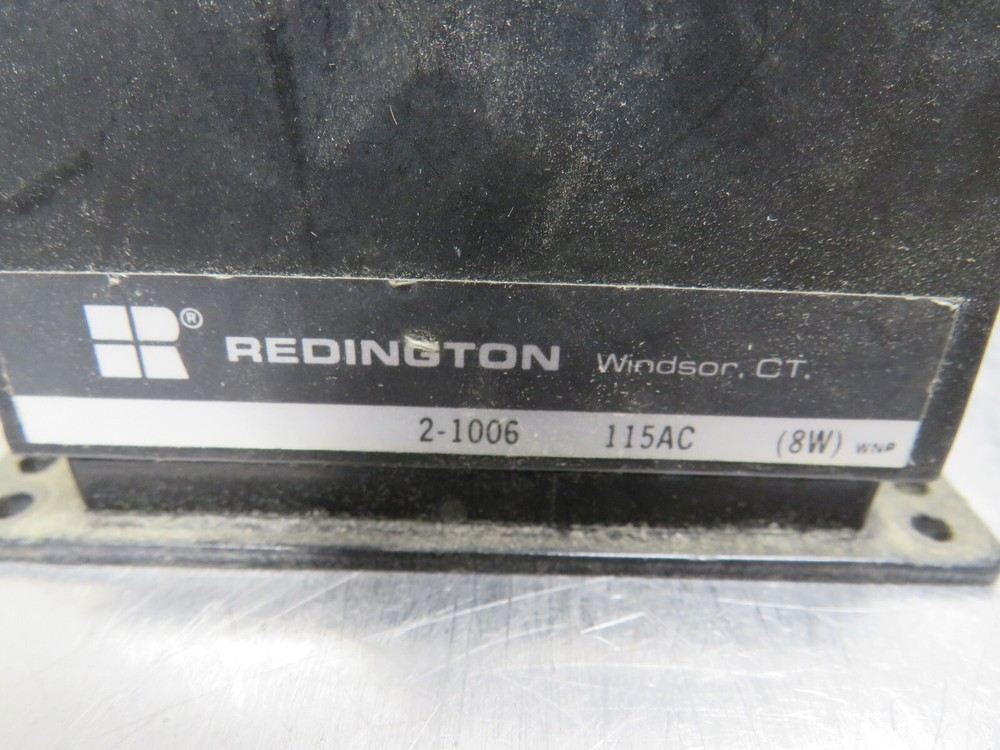 R® REDINGTON Windsor, CT.
2-1006 115AC (8W) WNP